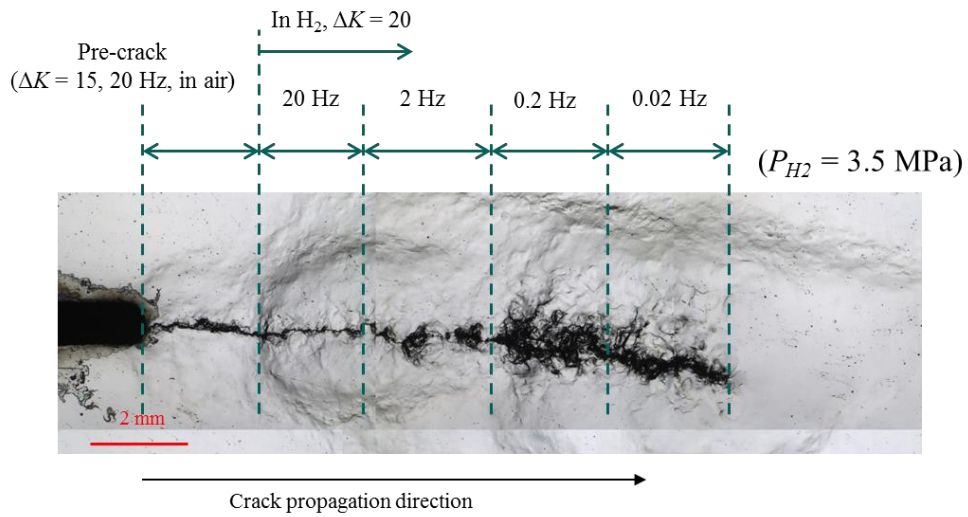 In H₂, ΔK = 20
Pre-crack
(ΔK = 15, 20 Hz, in air)
20 Hz
2 Hz
0.2 Hz
0.02 Hz
(P_H2 = 3.5 MPa)
2 mm
Crack propagation direction